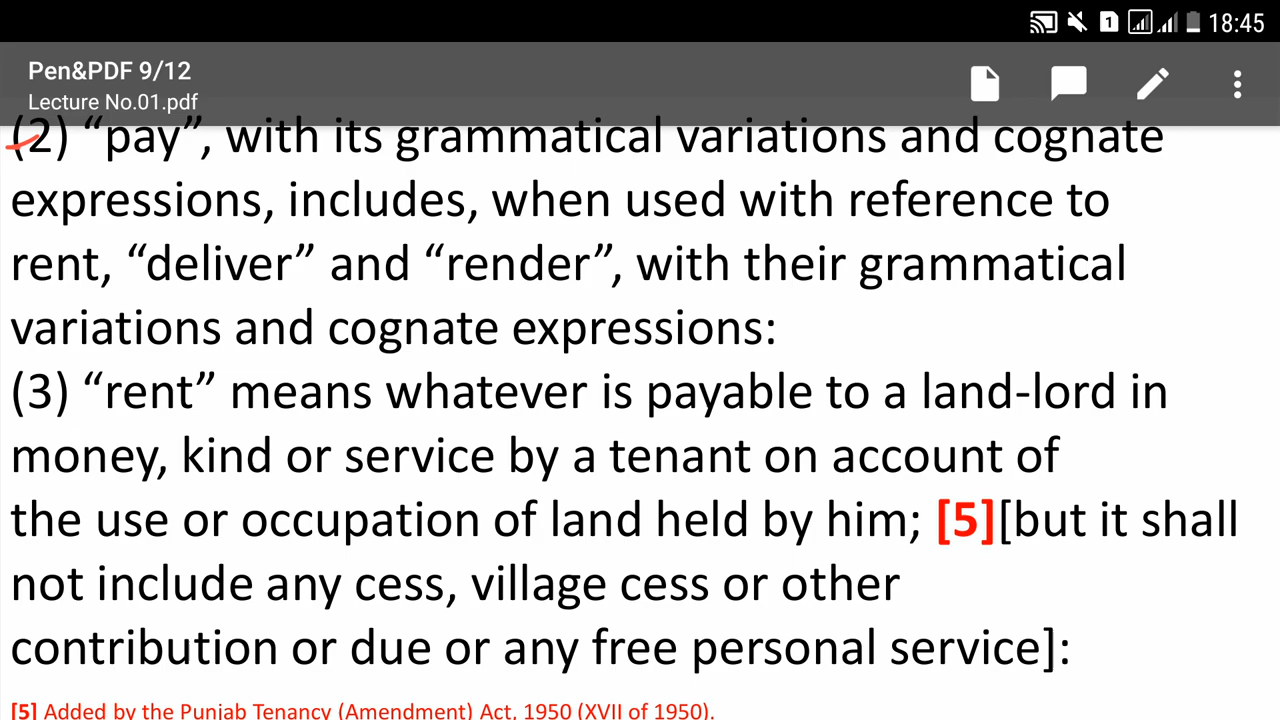 18:45
Pen&PDF 9/12
Lecture No.01.pdf
(2) “pay”, with its grammatical variations and cognate
expressions, includes, when used with reference to
rent, “deliver” and “render”, with their grammatical
variations and cognate expressions:
(3) “rent” means whatever is payable to a land-lord in
money, kind or service by a tenant on account of
the use or occupation of land held by him; [5][but it shall
not include any cess, village cess or other
contribution or due or any free personal service]:
[5] Added by the Punjab Tenancy (Amendment) Act, 1950 (XVII of 1950).